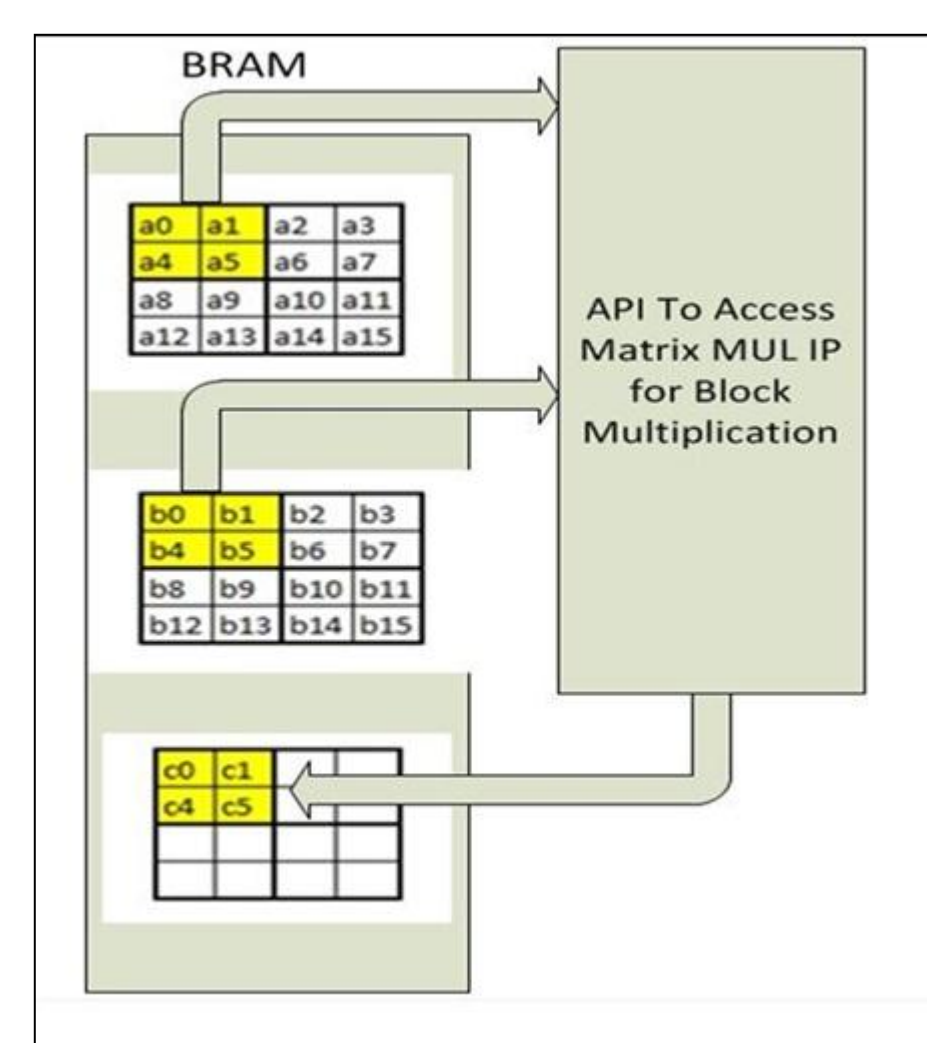 BRAM
a0 a1 a2 a3
a4 a5 a6 a7
a8 a9 a10 a11
a12 a13 a14 a15
b0 b1 b2 b3
b4 b5 b6 b7
b8 b9 b10 b11
b12 b13 b14 b15
c0 c1
c4 c5
API To Access
Matrix MUL IP
for Block
Multiplication